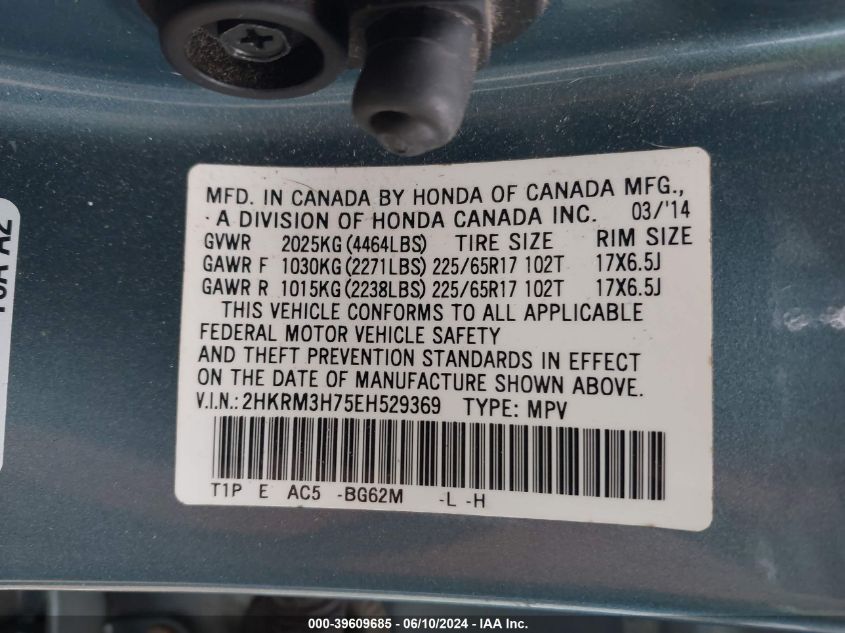 MFD. IN CANADA BY HONDA OF CANADA MFG.,
A DIVISION OF HONDA CANADA INC. 03/'14
GVWR 2025KG (4464LBS) TIRE SIZE RIM SIZE
GAWR F 1030KG (2271LBS) 225/65R17 102T 17X6.5J
GAWR R 1015KG (2238LBS) 225/65R17 102T 17X6.5J
THIS VEHICLE CONFORMS TO ALL APPLICABLE
FEDERAL MOTOR VEHICLE SAFETY
AND THEFT PREVENTION STANDARDS IN EFFECT
ON THE DATE OF MANUFACTURE SHOWN ABOVE.
V.I.N.: 2HKRM3H75EH529369 TYPE: MPV
T1P E AC5 -BG62M -L -H
000-39609685 - 06/10/2024 - IAA Inc.